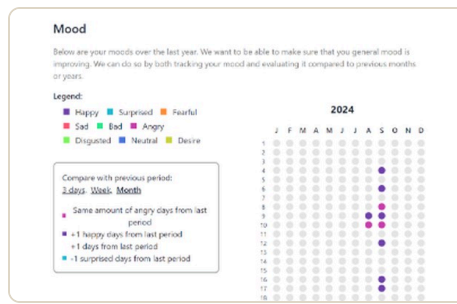 Mood
Below are your moods over the last year. We want to be able to make sure that you general mood is
improving. We can do so by both tracking your mood and evaluating it compared to previous months
or years.
Legend:
Happy Surprised Fearful
Sad Bad Angry
Disgusted Neutral Desire
Compare with previous period:
3 days, Week, Month
Same amount of angry days from last
period
+1 happy days from last period
+1 days from last period
-1 surprised days from last period
2024
J F M A M J J A S O N D
1
2
3
4
5
6
7
8
9
10
11
12
13
14
15
16
17
18